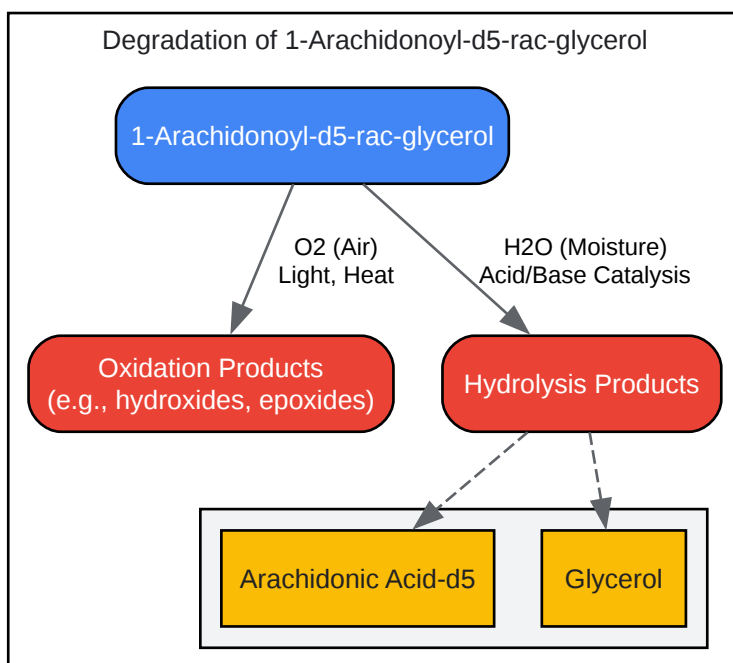 Degradation of 1-Arachidonoyl-d5-rac-glycerol
1-Arachidonoyl-d5-rac-glycerol
O2 (Air)
Light, Heat
H2O (Moisture)
Acid/Base Catalysis
Oxidation Products
(e.g., hydroxides, epoxides)
Hydrolysis Products
Arachidonic Acid-d5
Glycerol